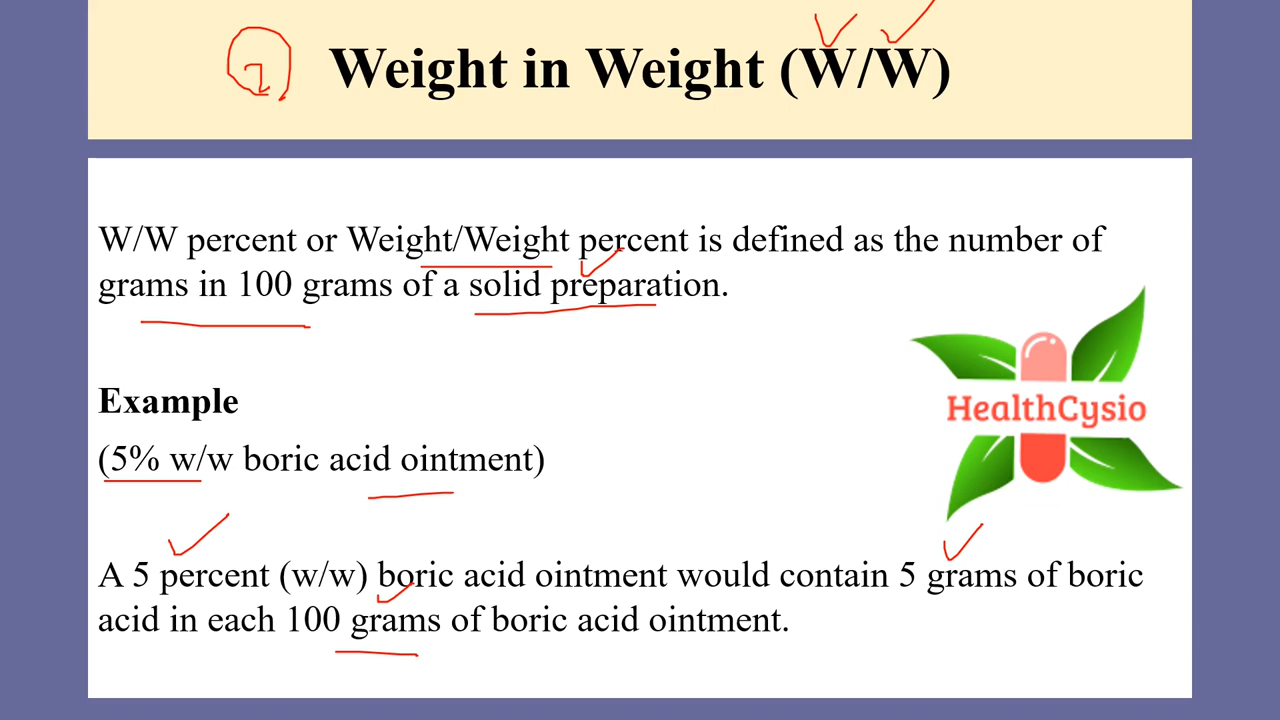 Weight in Weight (W/W)
W/W percent or Weight/Weight percent is defined as the number of
grams in 100 grams of a solid preparation.
Example
HealthCysio
(5% w/w boric acid ointment)
A 5 percent (w/w) boric acid ointment would contain 5 grams of boric
acid in each 100 grams of boric acid ointment.